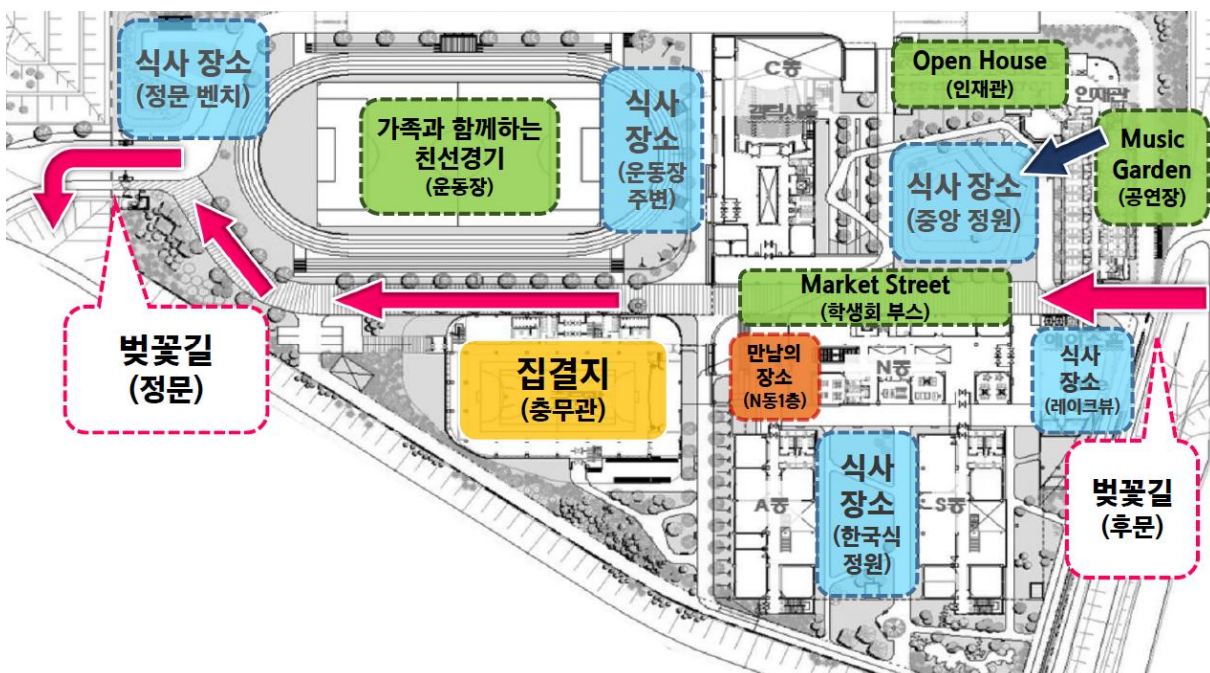 식사 장소
(정문 벤치)
가족과 함께하는
친선경기
(운동장)
식사
장소
(운동장
주변)
C동
Open House
(인재관)
인재관
식사 장소
(중앙 정원)
Music
Garden
(공연장)
Market Street
(학생회 부스)
벚꽃길
(정문)
집결지
(충무관)
만남의
장소
(N동1층)
N동
식사
장소
(레이크뷰)
A동
식사
장소
(한국식
정원)
S동
벚꽃길
(후문)